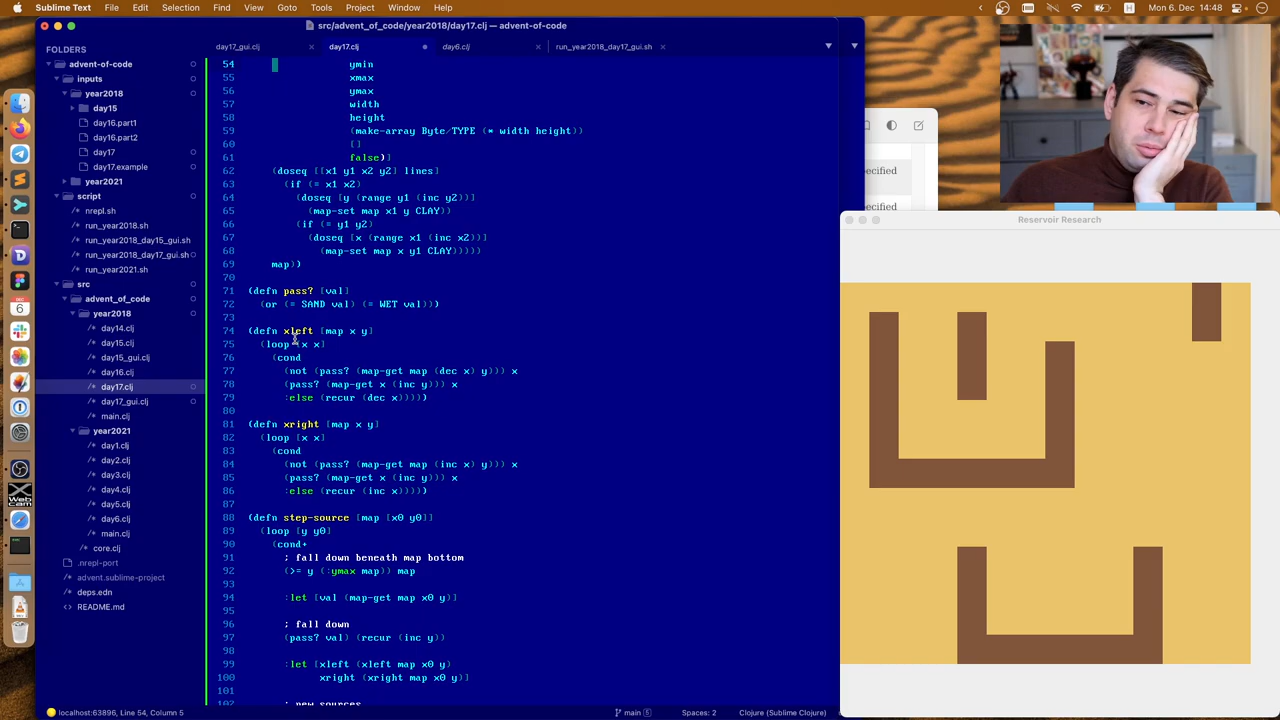 Sublime Text File Edit Selection Find View Goto Tools Project Window Help Mon 6. Dec 14:48
src/advent_of_code/year2018/day17.clj — advent-of-code
FOLDERS
advent-of-code
inputs
year2018
day15
day16.part1
day16.part2
day17
day17.example
year2021
script
nrepl.sh
run_year2018.sh
run_year2018_day15_gui.sh
run_year2018_day17_gui.sh
run_year2021.sh
src
advent_of_code
year2018
day14.clj
day15.clj
day15_gui.clj
day16.clj
day17.clj
day17_gui.clj
main.clj
year2021
day1.clj
day2.clj
day3.clj
day4.clj
day5.clj
day6.clj
main.clj
core.clj
.nrepl-port
advent.sublime-project
deps.edn
README.md
day17_gui.clj day17.clj day6.clj run_year2018_day17_gui.sh
54 ymin
55 xmax
56 ymax
57 width
58 height
59 (make-array Byte/TYPE (* width height))
60 []
61 false)]
62 (doseq [[x1 y1 x2 y2] lines]
63 (if (= x1 x2)
64 (doseq [y (range y1 (inc y2))]
65 (map-set map x1 y CLAY))
66 (if (= y1 y2)
67 (doseq [x (range x1 (inc x2))]
68 (map-set map x y1 CLAY)))))
69 map))
70
71 (defn pass? [val]
72 (or (= SAND val) (= WET val)))
73
74 (defn xleft [map x y]
75 (loop [x x]
76 (cond
77 (not (pass? (map-get map (dec x) y))) x
78 (pass? (map-get x (inc y))) x
79 :else (recur (dec x)))))
80
81 (defn xright [map x y]
82 (loop [x x]
83 (cond
84 (not (pass? (map-get map (inc x) y))) x
85 (pass? (map-get x (inc y))) x
86 :else (recur (inc x)))))
87
88 (defn step-source [map [x0 y0]]
89 (loop [y y0]
90 (cond+
91 ; fall down beneath map bottom
92 (>= y (:ymax map)) map
93
94 :let [val (map-get map x0 y)]
95
96 ; fall down
97 (pass? val) (recur (inc y))
98
99 :let [xleft (xleft map x0 y)
100 xright (xright map x0 y)]
101
102 ; new sources
localhost:63896, Line 54, Column 5 main 5 Spaces: 2 Clojure (Sublime Clojure)
ecified
ecified
Reservoir Research
DEC
6
Web
cam